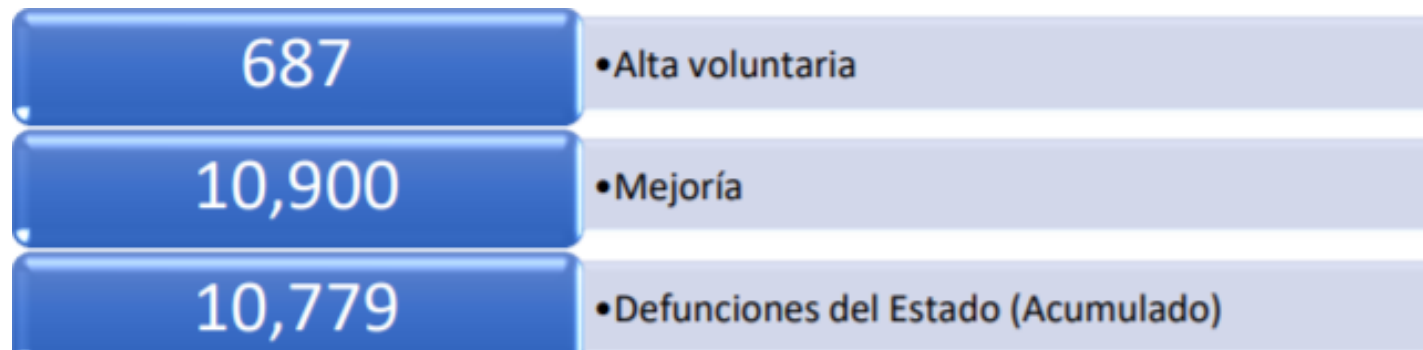 687
•Alta voluntaria
10,900
•Mejoría
10,779
•Defunciones del Estado (Acumulado)